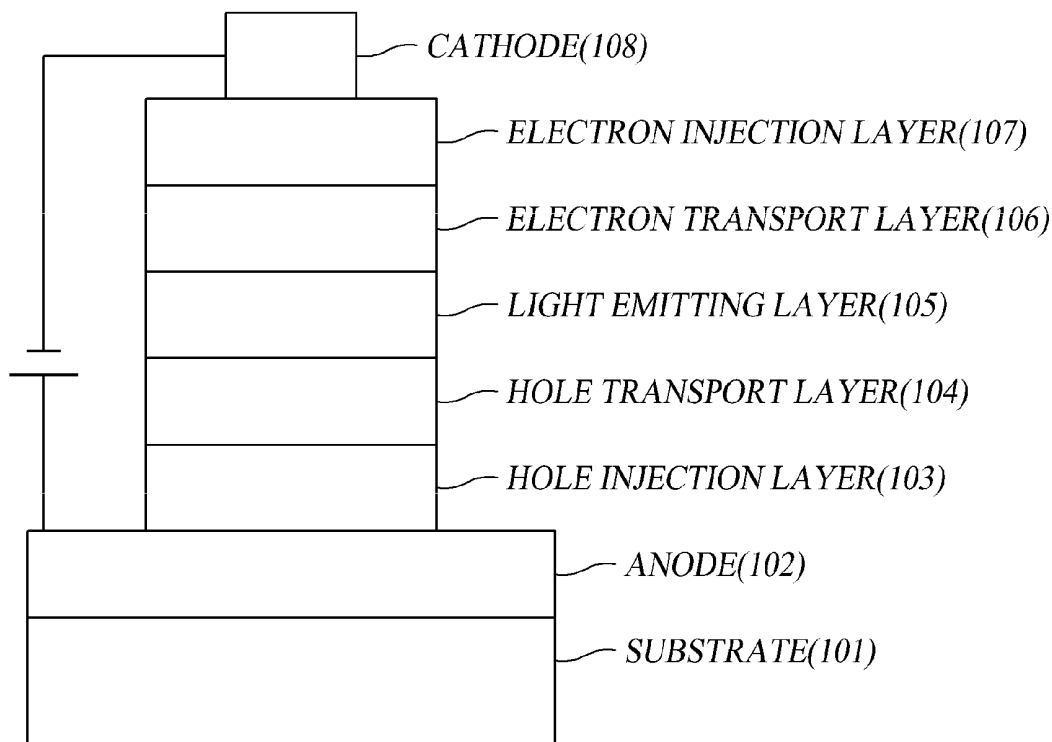 CATHODE(108)
ELECTRON INJECTION LAYER(107)
ELECTRON TRANSPORT LAYER(106)
LIGHT EMITTING LAYER(105)
HOLE TRANSPORT LAYER(104)
HOLE INJECTION LAYER(103)
ANODE(102)
SUBSTRATE(101)